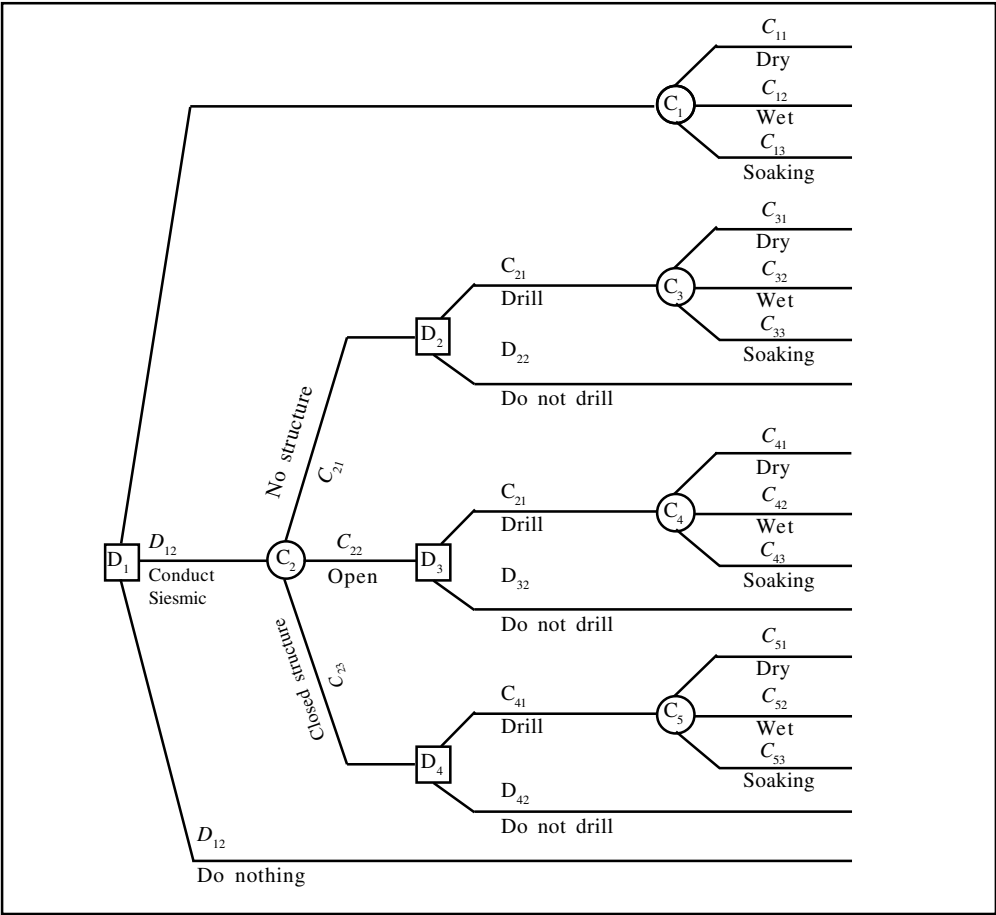 C₁₁
Dry
C₁
C₁₂
Wet
C₁₃
Soaking
C₃₁
Dry
C₂₁
Drill
C₃
C₃₂
Wet
C₃₃
Soaking
D₂
D₂₂
Do not drill
No structure
C₂₁
C₄₁
Dry
C₂₁
Drill
C₄
C₄₂
Wet
C₄₃
Soaking
D₁
D₁₂
Conduct
Siesmic
C₂
C₂₂
Open
D₃
D₃₂
Do not drill
Closed structure
C₂₃
C₅₁
Dry
C₄₁
Drill
C₅
C₅₂
Wet
C₅₃
Soaking
D₄
D₄₂
Do not drill
D₁₂
Do nothing